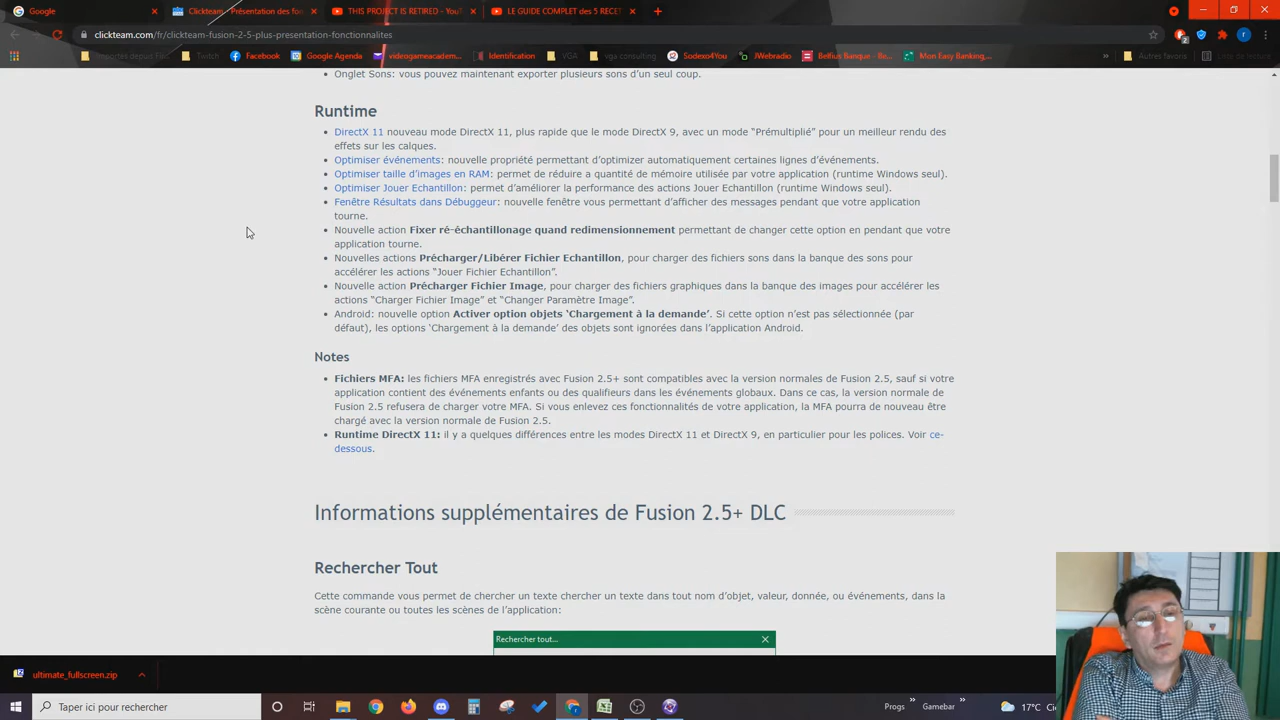 Google
Clickteam - Présentation des fo
THIS PROJECT IS RETIRED - YouT
LE GUIDE COMPLET des 5 RECET
clickteam.com/fr/clickteam-fusion-2-5-plus-presentation-fonctionnalites
Facebook
Google Agenda
videogameacadem...
Identification
VGA
vga consulting
Sodexo4You
JWebradio
Belfius Banque - Bo...
Mon Easy Banking,...
Autres favoris
Liste de lecture
Twitch
Onglet Sons: vous pouvez maintenant exporter plusieurs sons d'un seul coup.
Runtime
DirectX 11 nouveau mode DirectX 11, plus rapide que le mode DirectX 9, avec un mode "Prémultiplié" pour un meilleur rendu des
effets sur les calques.
Optimiser événements: nouvelle propriété permettant d'optimizer automatiquement certaines lignes d'événements.
Optimiser taille d'images en RAM: permet de réduire a quantité de mémoire utilisée par votre application (runtime Windows seul).
Optimiser Jouer Echantillon: permet d'améliorer la performance des actions Jouer Echantillon (runtime Windows seul).
Fenêtre Résultats dans Débuggeur: nouvelle fenêtre vous permettant d'afficher des messages pendant que votre application
tourne.
Nouvelle action Fixer ré-échantillonage quand redimensionnement permettant de changer cette option en pendant que votre
application tourne.
Nouvelles actions Précharger/Libérer Fichier Echantillon, pour charger des fichiers sons dans la banque des sons pour
accélérer les actions "Jouer Fichier Echantillon".
Nouvelle action Précharger Fichier Image, pour charger des fichiers graphiques dans la banque des images pour accélérer les
actions "Charger Fichier Image" et "Changer Paramètre Image".
Android: nouvelle option Activer option objets 'Chargement à la demande'. Si cette option n'est pas sélectionnée (par
défaut), les options 'Chargement à la demande' des objets sont ignorées dans l'application Android.
Notes
Fichiers MFA: les fichiers MFA enregistrés avec Fusion 2.5+ sont compatibles avec la version normales de Fusion 2.5, sauf si votre
application contient des événements enfants ou des qualifieurs dans les événements globaux. Dans ce cas, la version normale de
Fusion 2.5 refusera de charger votre MFA. Si vous enlevez ces fonctionnalités de votre application, la MFA pourra de nouveau être
chargé avec la version normale de Fusion 2.5.
Runtime DirectX 11: il y a quelques différences entre les modes DirectX 11 et DirectX 9, en particulier pour les polices. Voir ce-
dessous.
Informations supplémentaires de Fusion 2.5+ DLC
Rechercher Tout
Cette commande vous permet de chercher un texte chercher un texte dans tout nom d'objet, valeur, donnée, ou événements, dans la
scène courante ou toutes les scènes de l'application:
Rechercher tout...
ultimate_fullscreen.zip
Taper ici pour rechercher
Progs
Gamebar
17°C